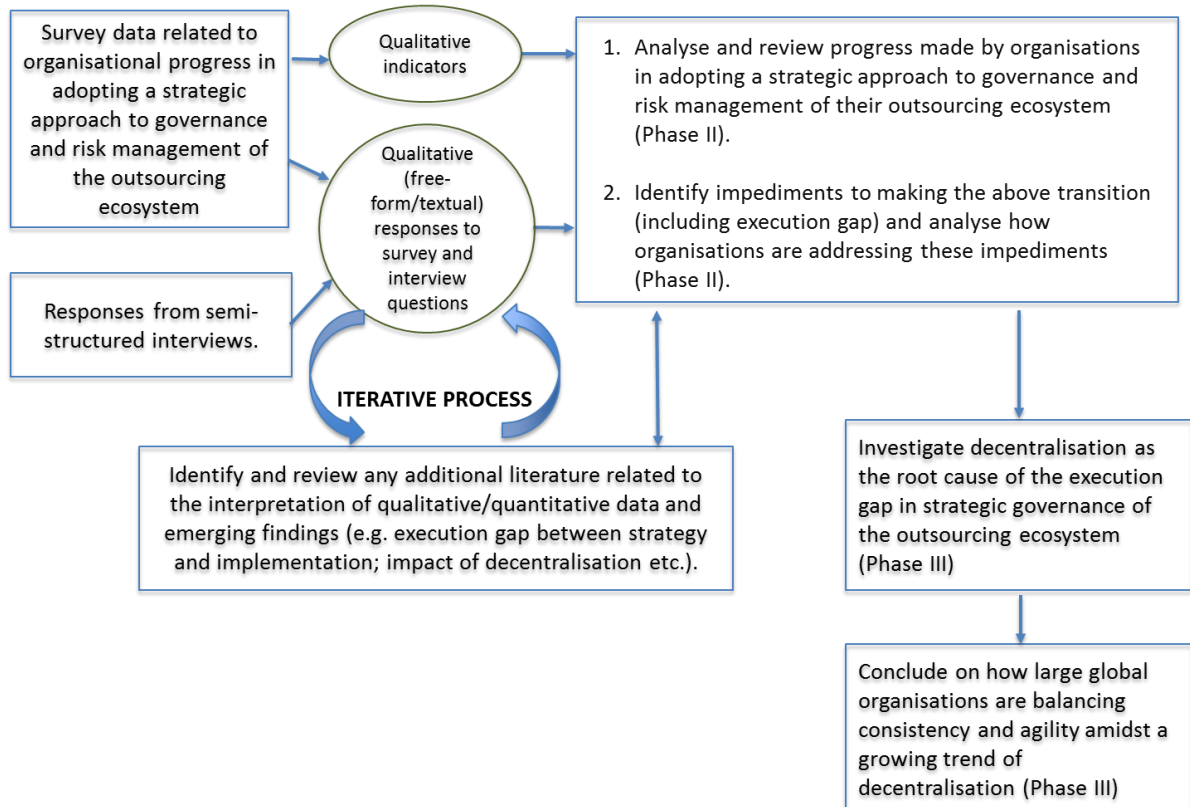 Survey data related to
organisational progress in
adopting a strategic
approach to governance
and risk management of
the outsourcing
ecosystem
Qualitative
indicators
1. Analyse and review progress made by organisations
in adopting a strategic approach to governance and
risk management of their outsourcing ecosystem
(Phase II).
2. Identify impediments to making the above transition
(including execution gap) and analyse how
organisations are addressing these impediments
(Phase II).
Qualitative
(free-
form/textual)
responses to
survey and
interview
questions
Responses from semi-
structured interviews.
ITERATIVE PROCESS
Identify and review any additional literature related to
the interpretation of qualitative/quantitative data and
emerging findings (e.g. execution gap between strategy
and implementation; impact of decentralisation etc.).
Investigate decentralisation as
the root cause of the execution
gap in strategic governance of
the outsourcing ecosystem
(Phase III)
Conclude on how large global
organisations are balancing
consistency and agility amidst a
growing trend of
decentralisation (Phase III)